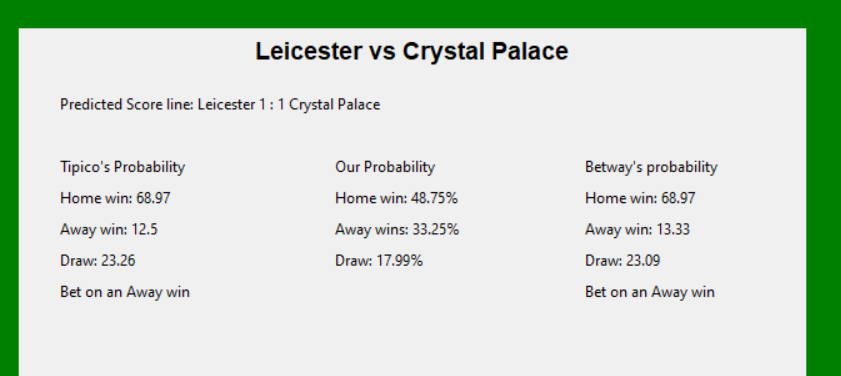 Leicester vs Crystal Palace
Predicted Score line: Leicester 1 : 1 Crystal Palace
Tipico's Probability
Home win: 68.97
Away win: 12.5
Draw: 23.26
Bet on an Away win
Our Probability
Home win: 48.75%
Away wins: 33.25%
Draw: 17.99%
Betway's probability
Home win: 68.97
Away win: 13.33
Draw: 23.09
Bet on an Away win